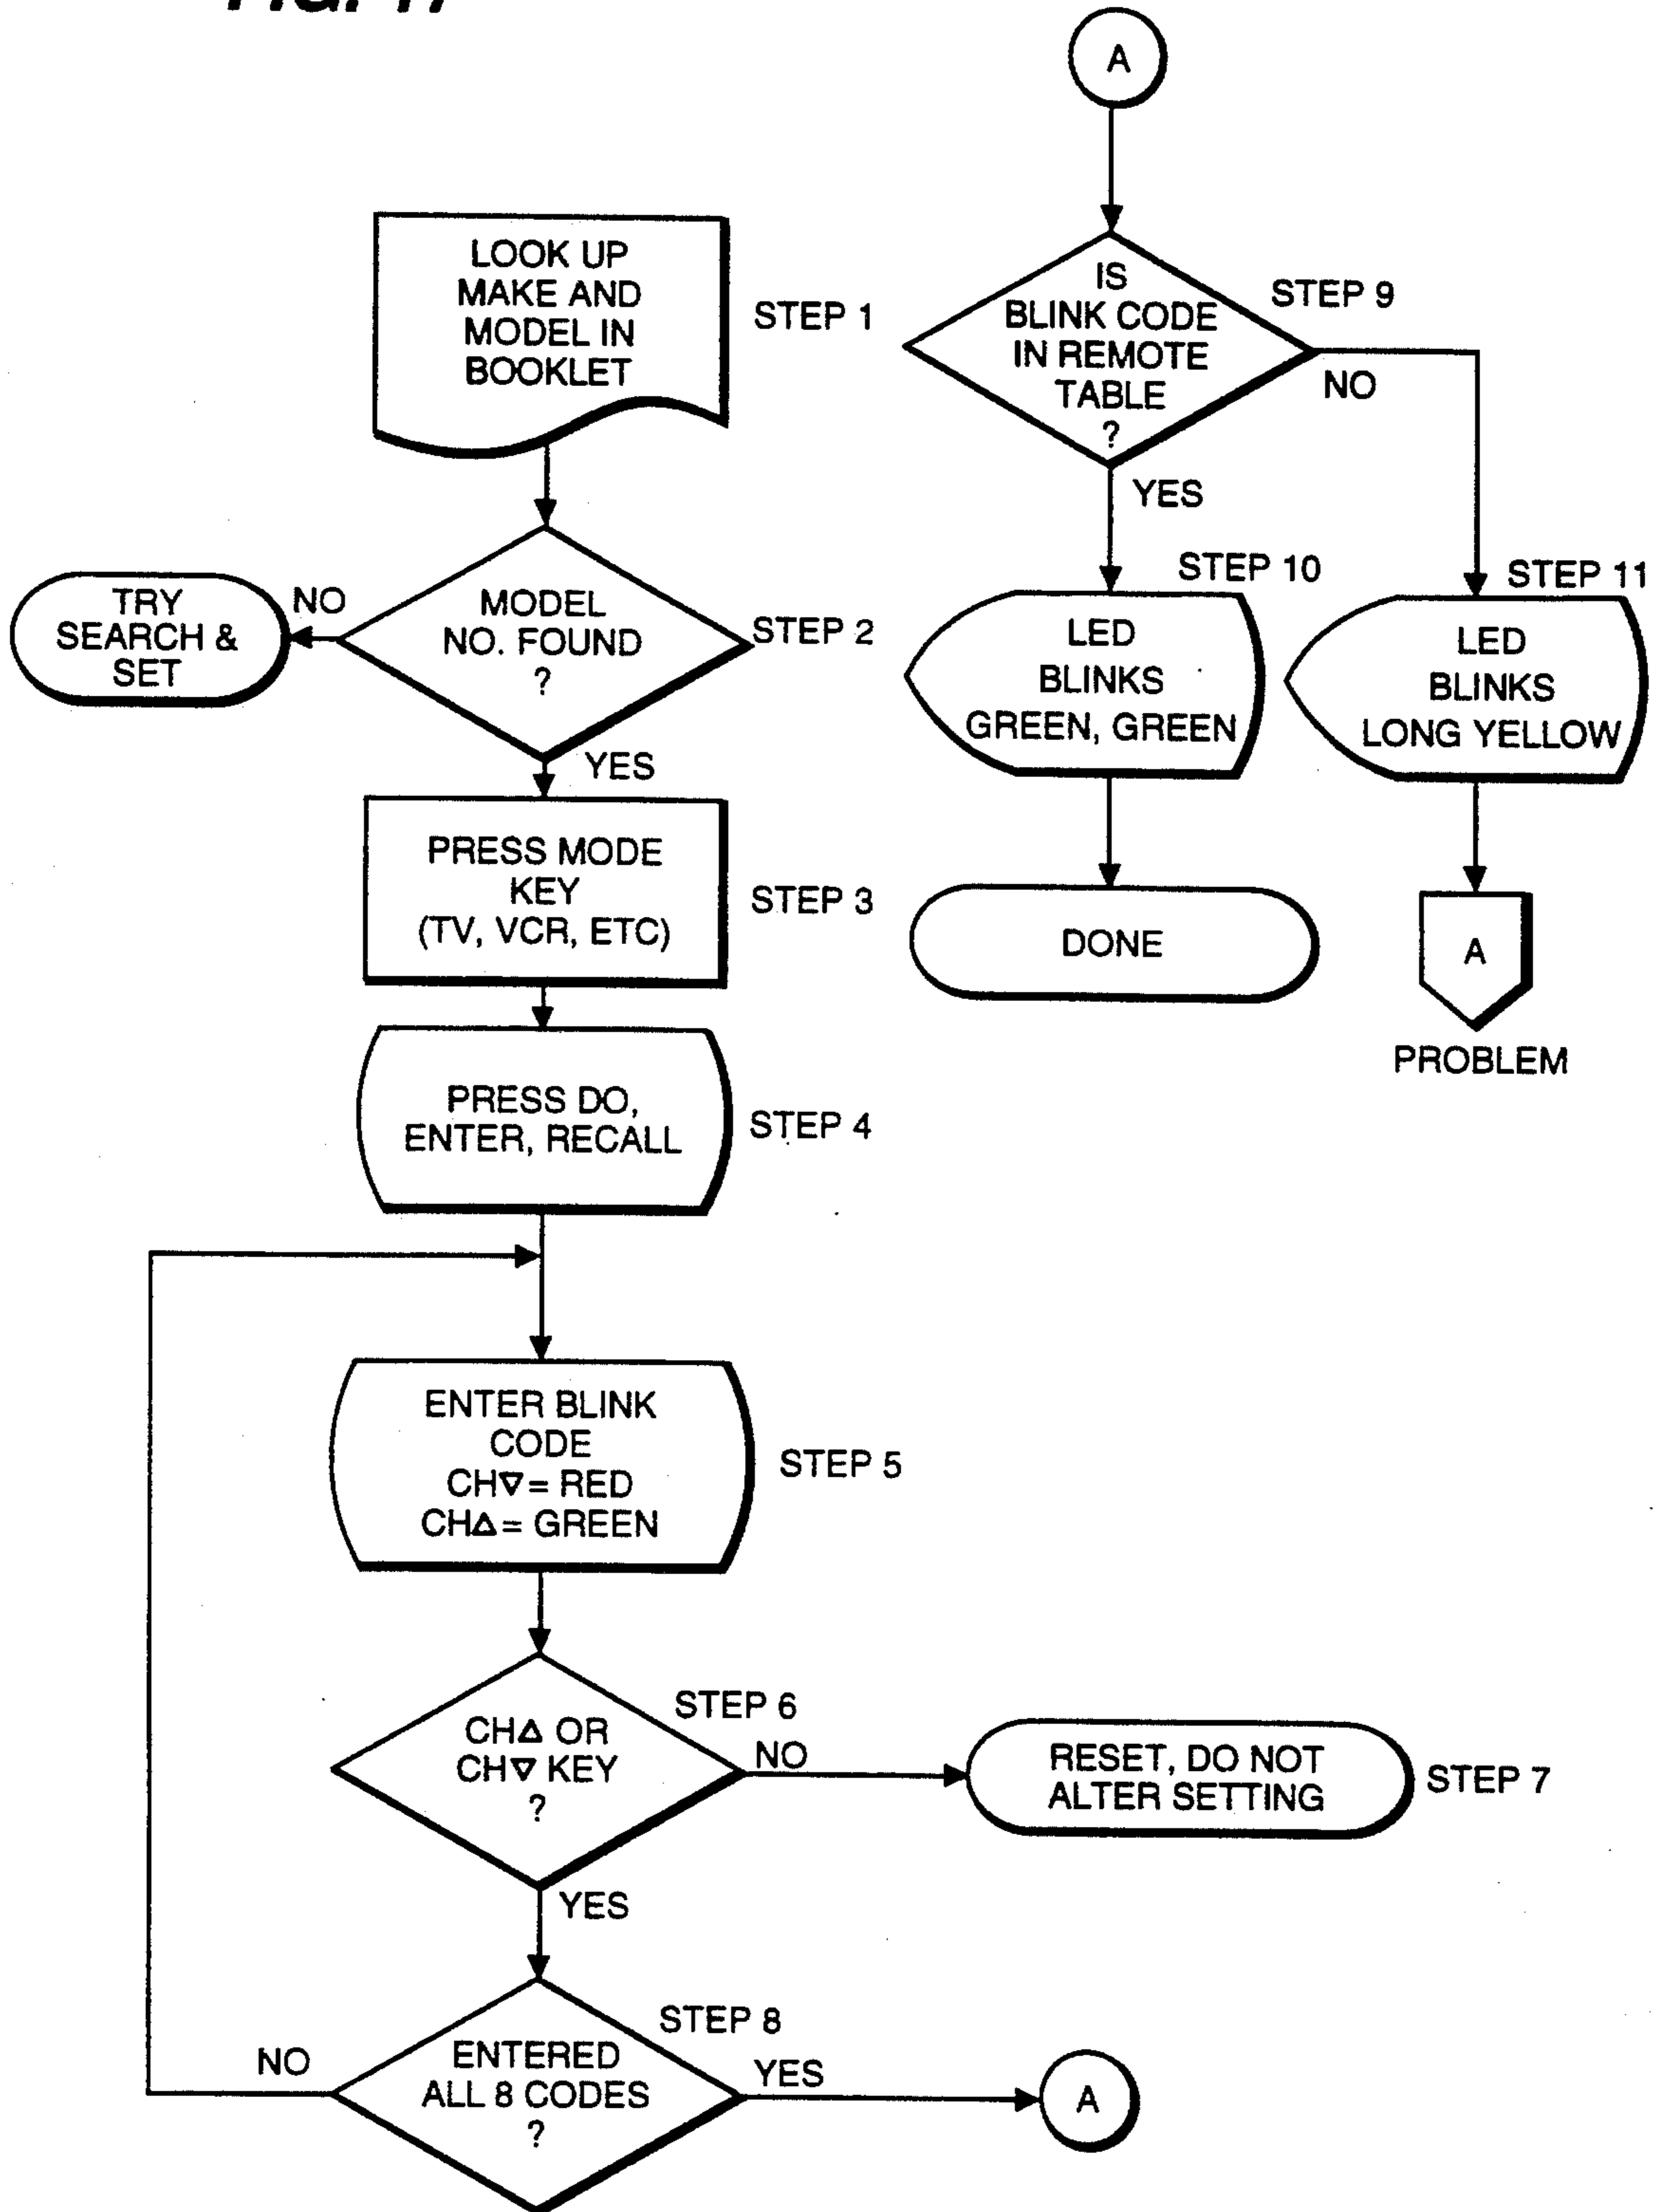 LOOK UP
MAKE AND
MODEL IN
BOOKLET
STEP 1
MODEL
NO. FOUND
?
STEP 2
NO
TRY
SEARCH &
SET
YES
PRESS MODE
KEY
(TV, VCR, ETC)
STEP 3
PRESS DO,
ENTER, RECALL
STEP 4
ENTER BLINK
CODE
CH▽= RED
CH△= GREEN
STEP 5
CH△ OR
CH▽ KEY
?
STEP 6
NO
RESET, DO NOT
ALTER SETTING
STEP 7
YES
ENTERED
ALL 8 CODES
?
STEP 8
NO
YES
A
A
IS
BLINK CODE
IN REMOTE
TABLE
?
STEP 9
NO
YES
STEP 10
LED
BLINKS
GREEN, GREEN
DONE
STEP 11
LED
BLINKS
LONG YELLOW
A
PROBLEM